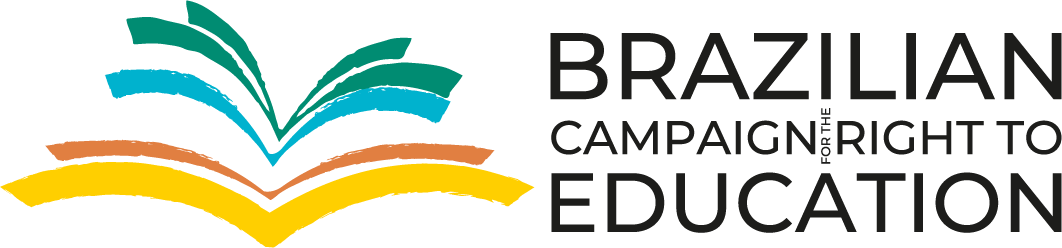 BRAZILIAN
CAMPAIGN FOR THE RIGHT TO
EDUCATION